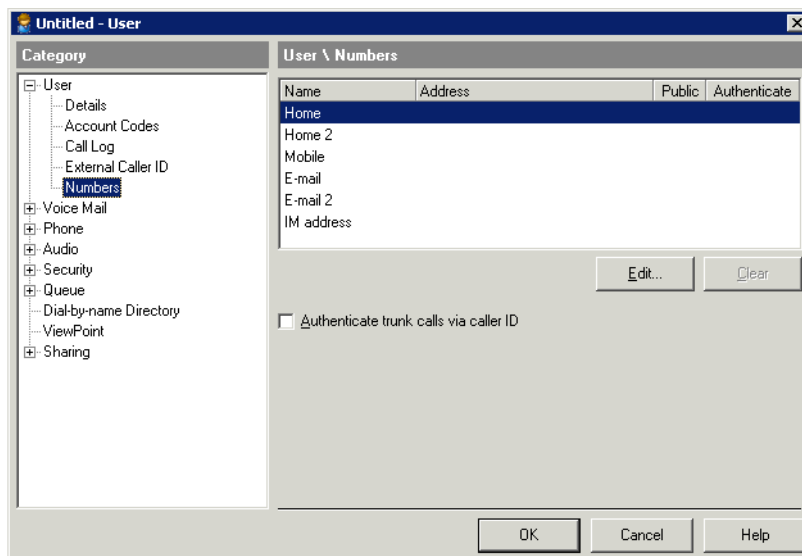 Untitled - User
Category
User
Details
Account Codes
Call Log
External Caller ID
Numbers
Voice Mail
Phone
Audio
Security
Queue
Dial-by-name Directory
ViewPoint
Sharing
User \ Numbers
Name Address Public Authenticate
Home
Home 2
Mobile
E-mail
E-mail 2
IM address
Edit... Clear
Authenticate trunk calls via caller ID
OK Cancel Help